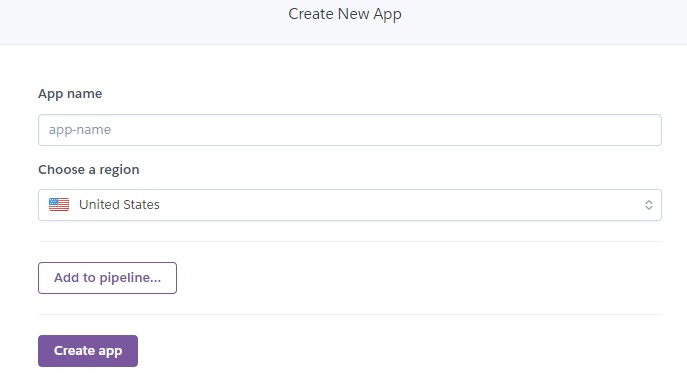 Create New App
App name
app-name
Choose a region
United States
Add to pipeline...
Create app